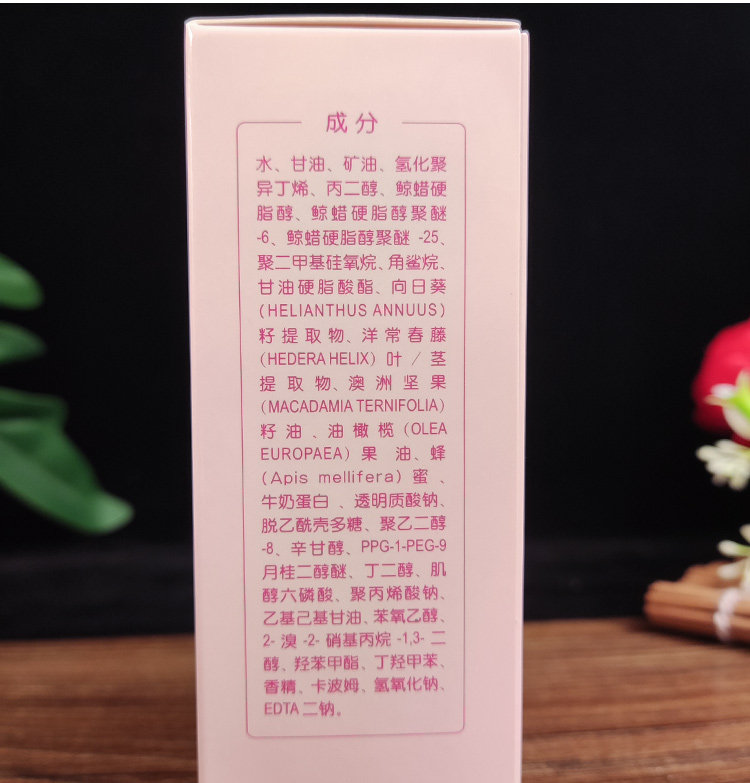 成分
水、甘油、矿油、氢化聚
异丁烯、丙二醇、鲸蜡硬
脂醇、鲸蜡硬脂醇聚醚
-6、鲸蜡硬脂醇聚醚 -25、
聚二甲基硅氧烷、角鲨烷、
甘油硬脂酸酯、向日葵
(HELIANTHUS ANNUUS)
籽提取物、洋常春藤
(HEDERA HELIX) 叶 / 茎
提取物、澳洲坚果
(MACADAMIA TERNIFOLIA)
籽油、油橄榄(OLEA
EUROPAEA) 果 油、蜂
(Apis mellifera) 蜜 、
牛奶蛋白 、透明质酸钠、
脱乙酰壳多糖、聚乙二醇
-8、辛甘醇、PPG-1-PEG-9
月桂二醇醚、丁二醇、肌
醇六磷酸、聚丙烯酸钠、
乙基己基甘油、苯氧乙醇、
2- 溴 -2- 硝基丙烷 -1,3- 二
醇、羟苯甲酯、丁羟甲苯、
香精、卡波姆、氢氧化钠、
EDTA 二钠。